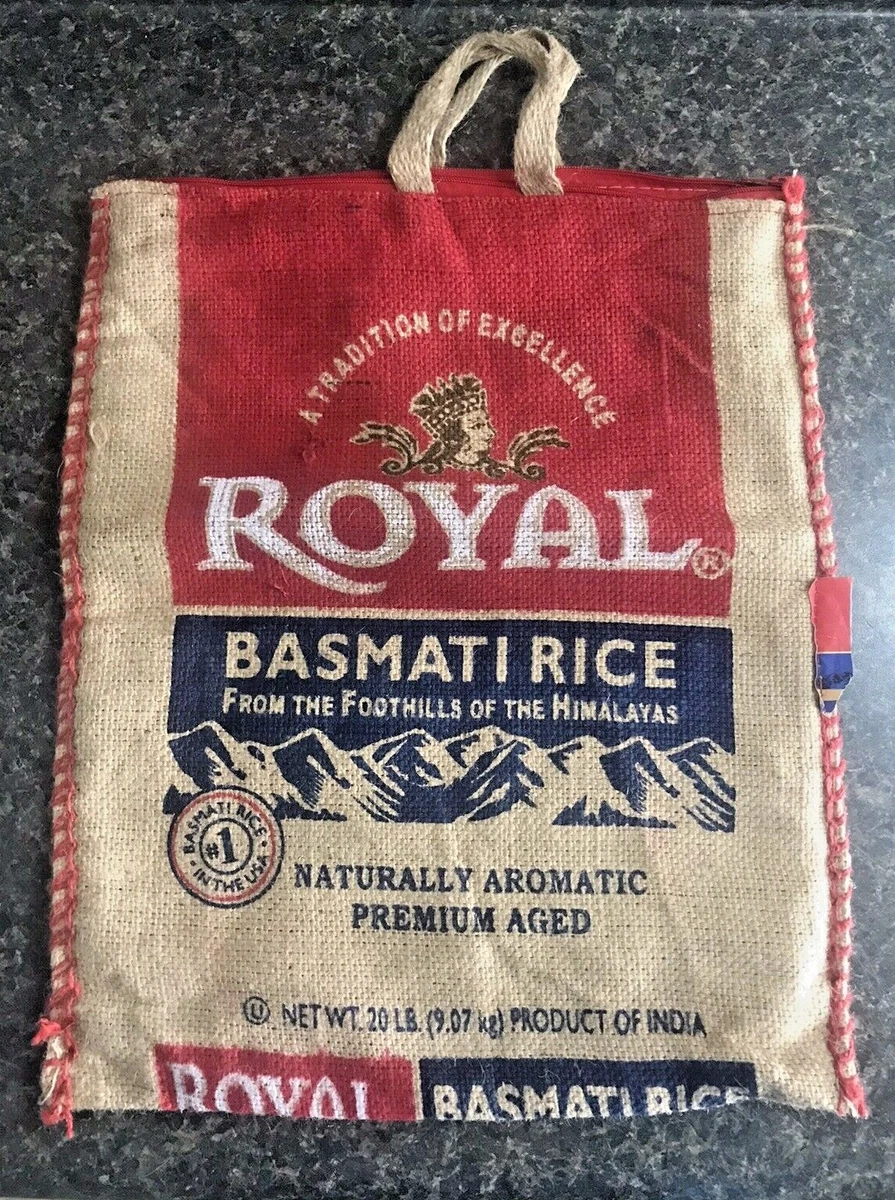 A TRADITION OF EXCELLENCE
ROYAL®
BASMATI RICE
FROM THE FOOTHILLS OF THE HIMALAYAS
BASMATI RICE
#1
IN THE USA
NATURALLY AROMATIC
PREMIUM AGED
Ⓤ NET WT. 20 LB. (9.07 kg) PRODUCT OF INDIA
ROYAL BASMATI RICE